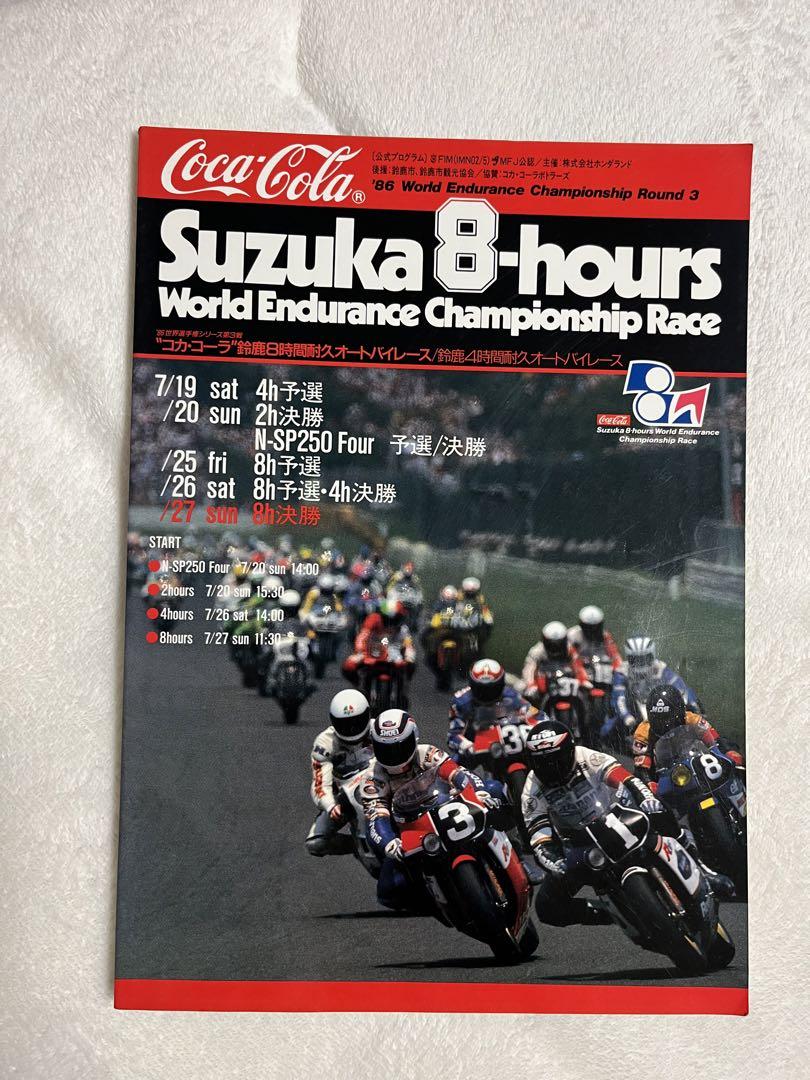 Coca-Cola®
〔公式プログラム〕 FIM(IMN02/5) MFJ公認／主催：株式会社ホンダランド
後援：鈴鹿市、鈴鹿市観光協会／協賛：コカ・コーラボトラーズ
'86 World Endurance Championship Round 3
Suzuka 8-hours
World Endurance Championship Race
'86世界選手権シリーズ第3戦
"コカ・コーラ"鈴鹿8時間耐久オートバイレース/鈴鹿4時間耐久オートバイレース
7/19 sat 4h予選
/20 sun 2h決勝
N-SP250 Four 予選/決勝
/25 fri 8h予選
/26 sat 8h予選・4h決勝
/27 sun 8h決勝
8h
Coca-Cola
Suzuka 8-hours World Endurance
Championship Race
START
N-SP250 Four 7/20 sun 14:00
2hours 7/20 sun 15:30
4hours 7/26 sat 14:00
8hours 7/27 sun 11:30
37
MDS
SHOEI
36
8
3
1